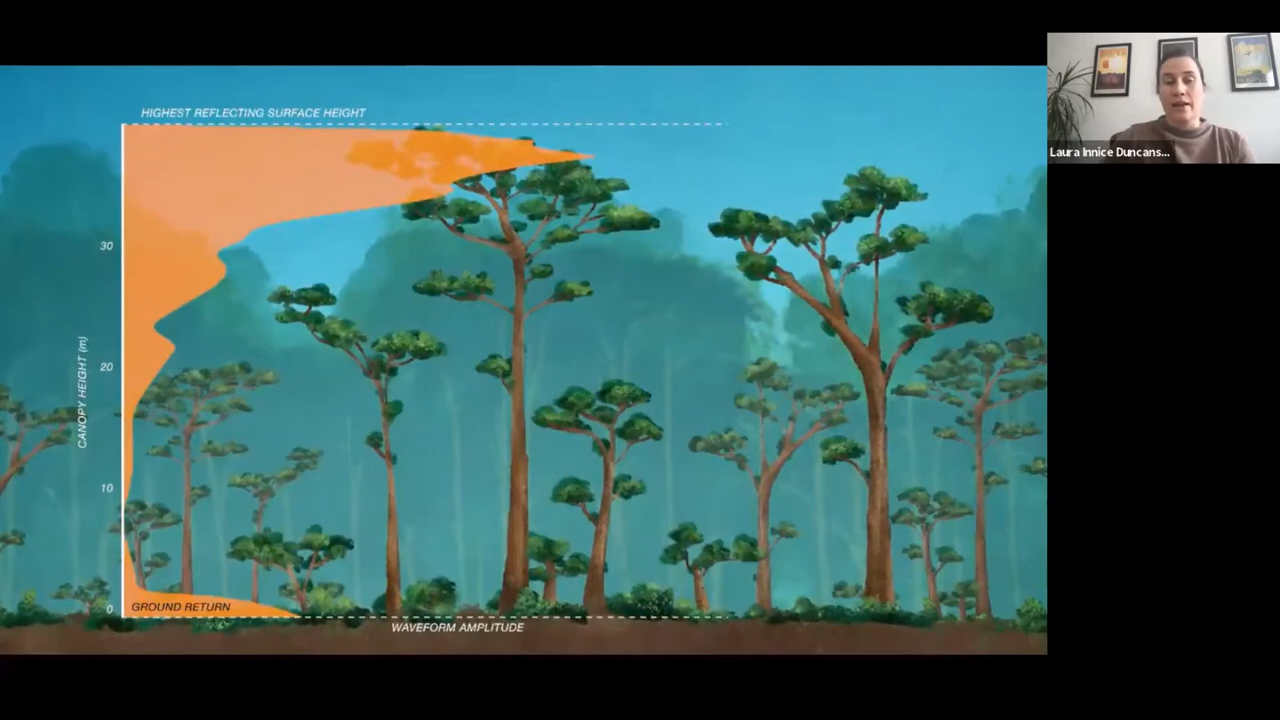 HIGHEST REFLECTING SURFACE HEIGHT
30
20
10
0
CANOPY HEIGHT (m)
GROUND RETURN
WAVEFORM AMPLITUDE
Laura Innice Duncans...